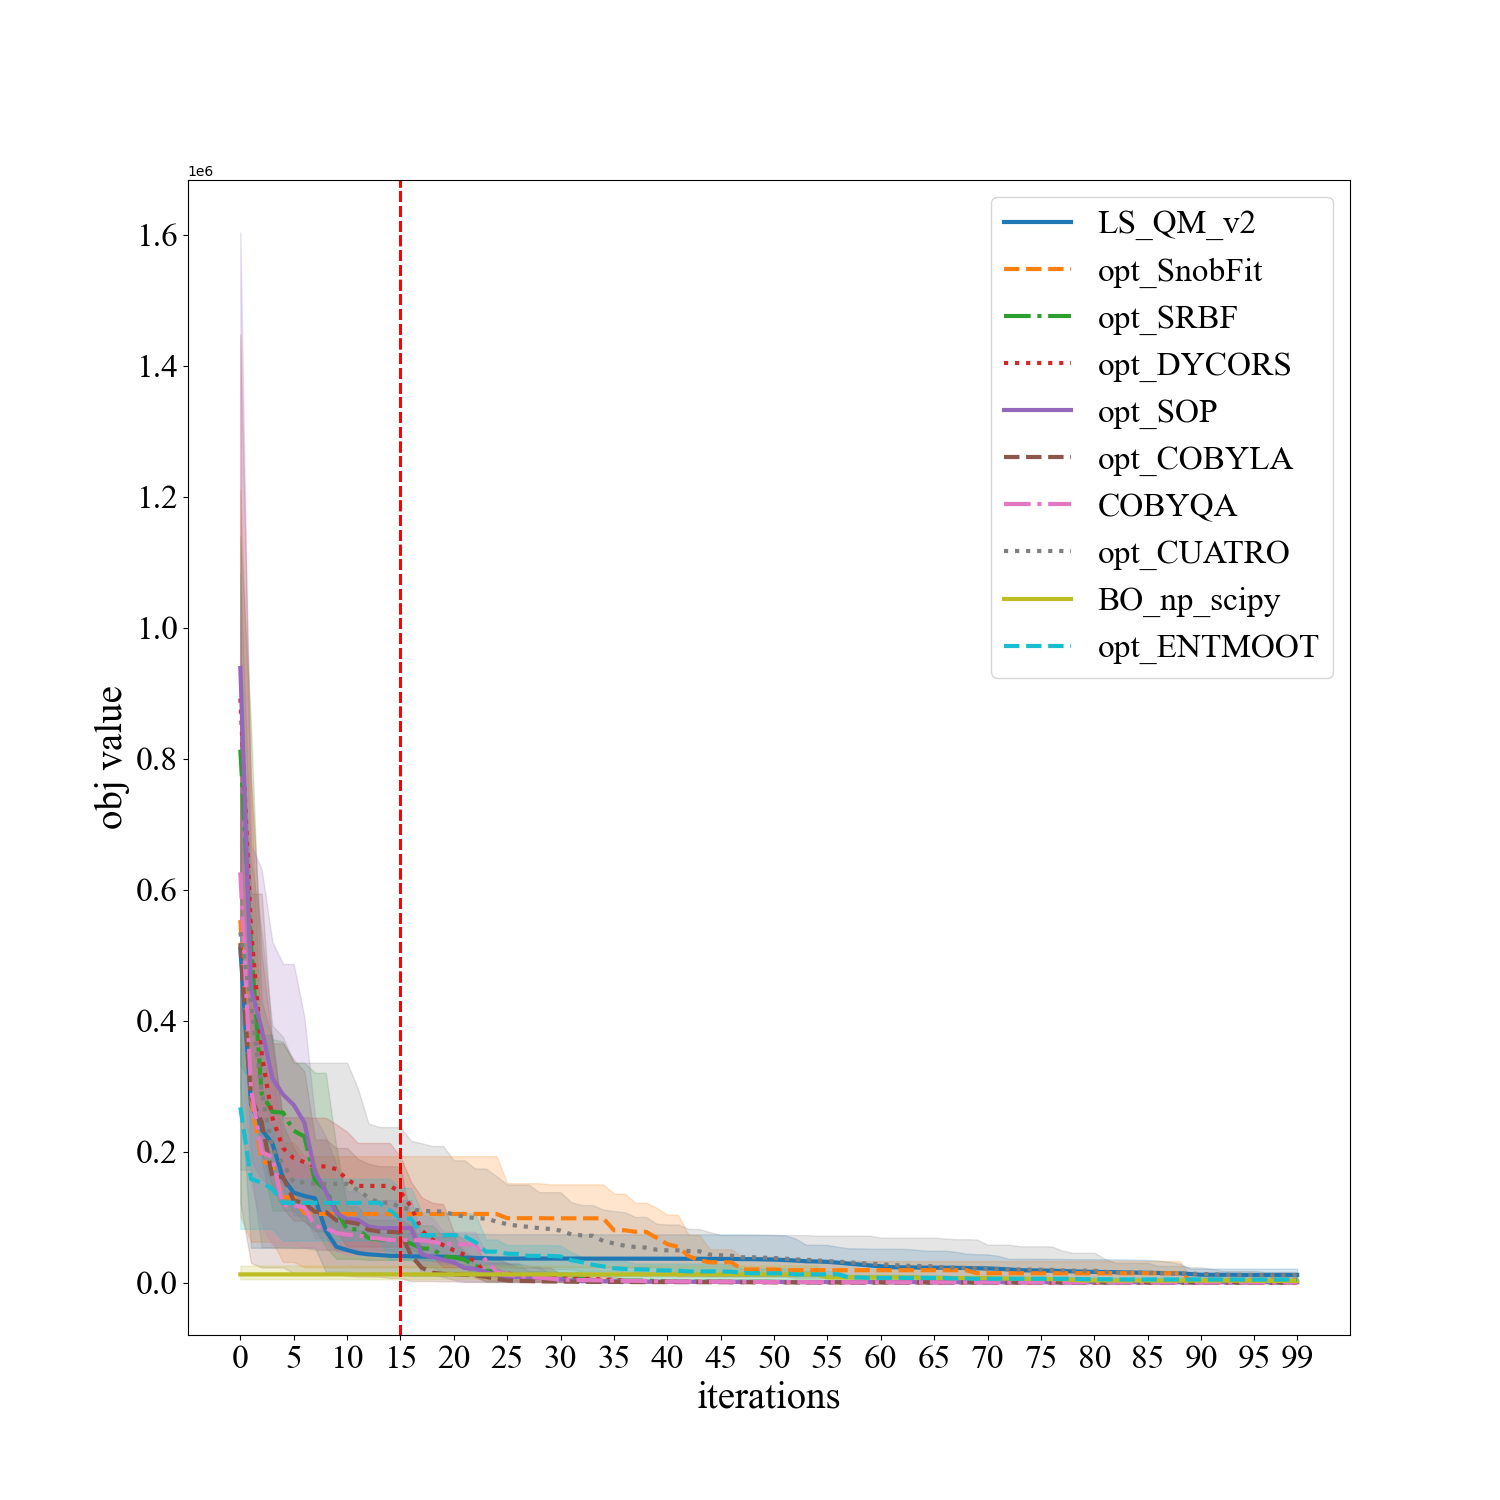 1e6
1.6
1.4
1.2
1.0
0.8
0.6
0.4
0.2
0.0
obj value
LS_QM_v2
opt_SnobFit
opt_SRBF
opt_DYCORS
opt_SOP
opt_COBYLA
COBYQA
opt_CUATRO
BO_np_scipy
opt_ENTMOOT
0 5 10 15 20 25 30 35 40 45 50 55 60 65 70 75 80 85 90 95 99
iterations